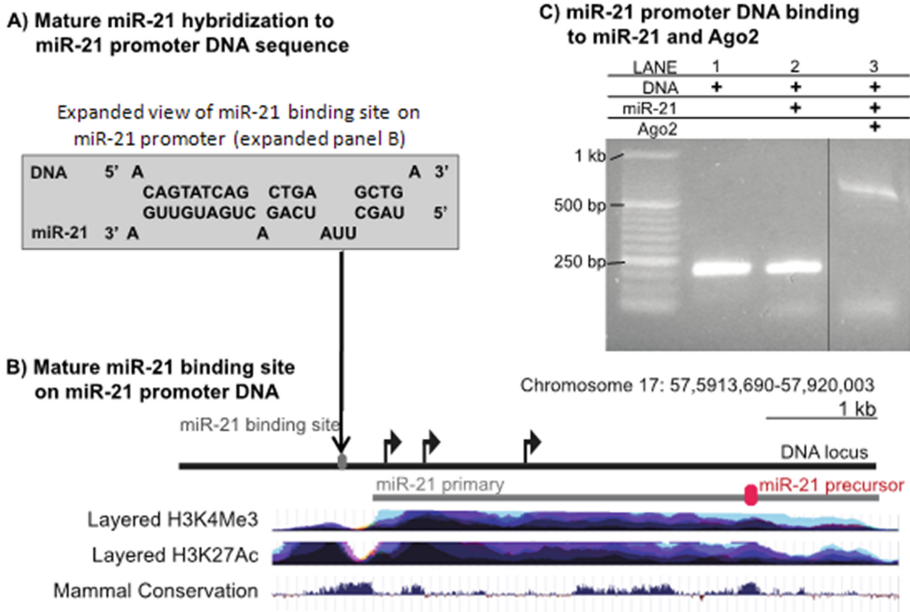 A) Mature miR-21 hybridization to
miR-21 promoter DNA sequence
Expanded view of miR-21 binding site on
miR-21 promoter (expanded panel B)
DNA 5' A A 3'
CAGTATCAG CTGA GCTG
GUUGUAGUC GACU CGAU 5'
miR-21 3' A A AUU
B) Mature miR-21 binding site
on miR-21 promoter DNA
C) miR-21 promoter DNA binding
to miR-21 and Ago2
LANE 1 2 3
DNA + + +
miR-21 + +
Ago2 +
1 kb
500 bp
250 bp
Chromosome 17: 57,5913,690-57,920,003
1 kb
miR-21 binding site
DNA locus
miR-21 primary
miR-21 precursor
Layered H3K4Me3
Layered H3K27Ac
Mammal Conservation